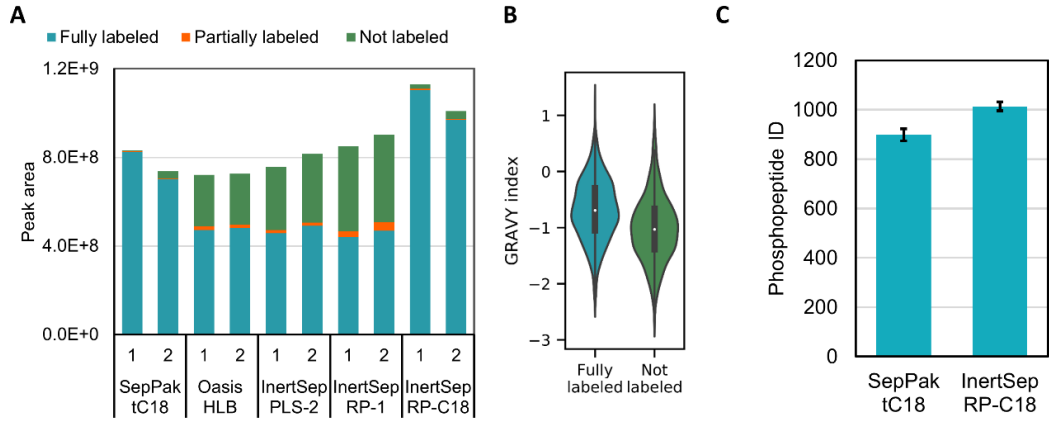 A
Fully labeled Partially labeled Not labeled
Peak area
1.2E+9
8.0E+8
4.0E+8
0.0E+0
1 2 1 2 1 2 1 2 1 2
SepPak Oasis InertSep InertSep InertSep
tC18 HLB PLS-2 RP-1 RP-C18
B
GRAVY index
1
0
−1
−2
−3
Fully Not
labeled labeled
C
Phosphopeptide ID
1200
1000
800
600
400
200
0
SepPak InertSep
tC18 RP-C18